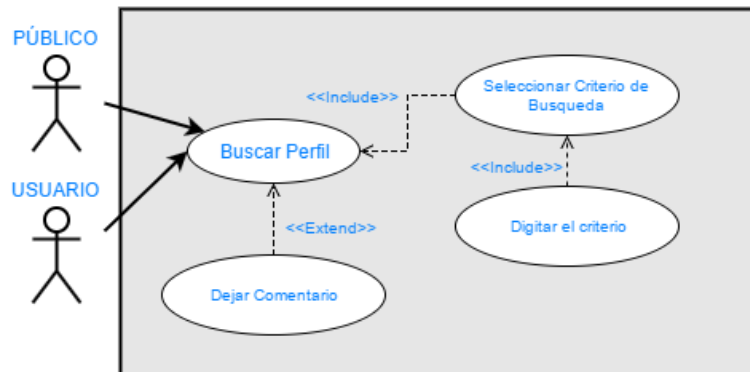 PÚBLICO
USUARIO
Buscar Perfil
<<Include>>
Seleccionar Criterio de
Busqueda
<<Include>>
Digitar el criterio
<<Extend>>
Dejar Comentario